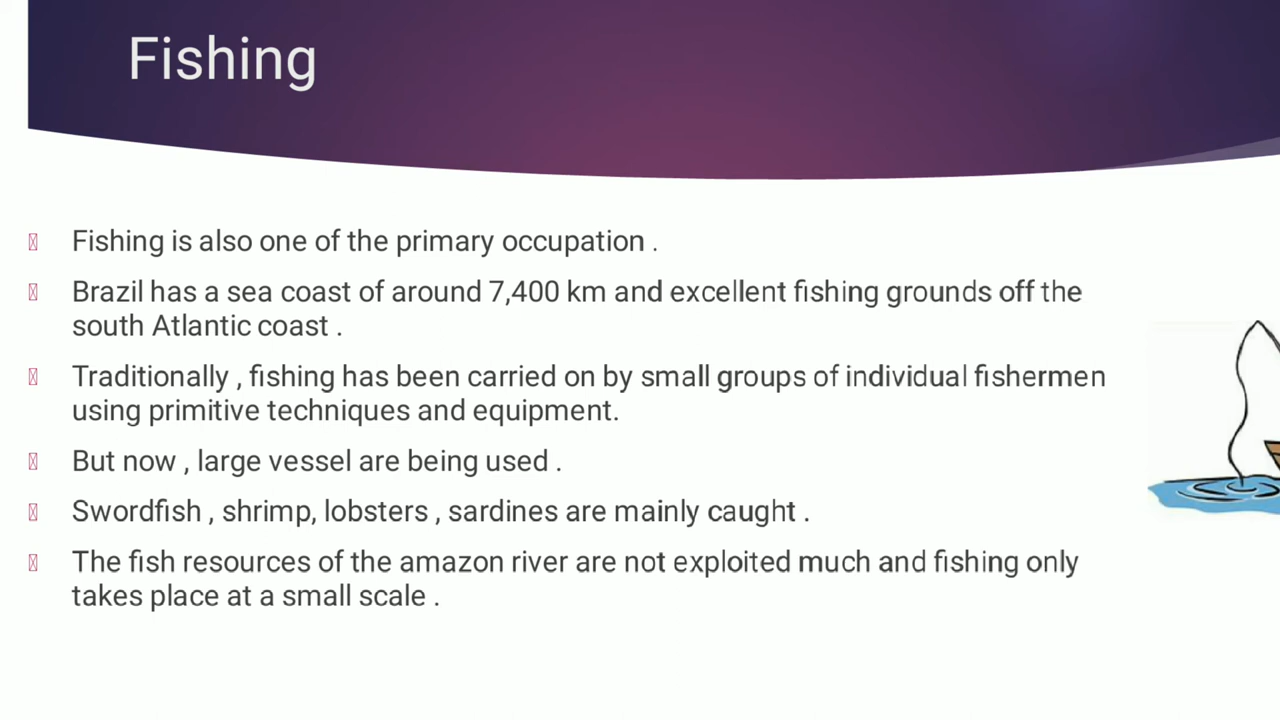 Fishing
Fishing is also one of the primary occupation .
Brazil has a sea coast of around 7,400 km and excellent fishing grounds off the
south Atlantic coast .
Traditionally , fishing has been carried on by small groups of individual fishermen
using primitive techniques and equipment.
But now , large vessel are being used .
Swordfish , shrimp, lobsters , sardines are mainly caught .
The fish resources of the amazon river are not exploited much and fishing only
takes place at a small scale .